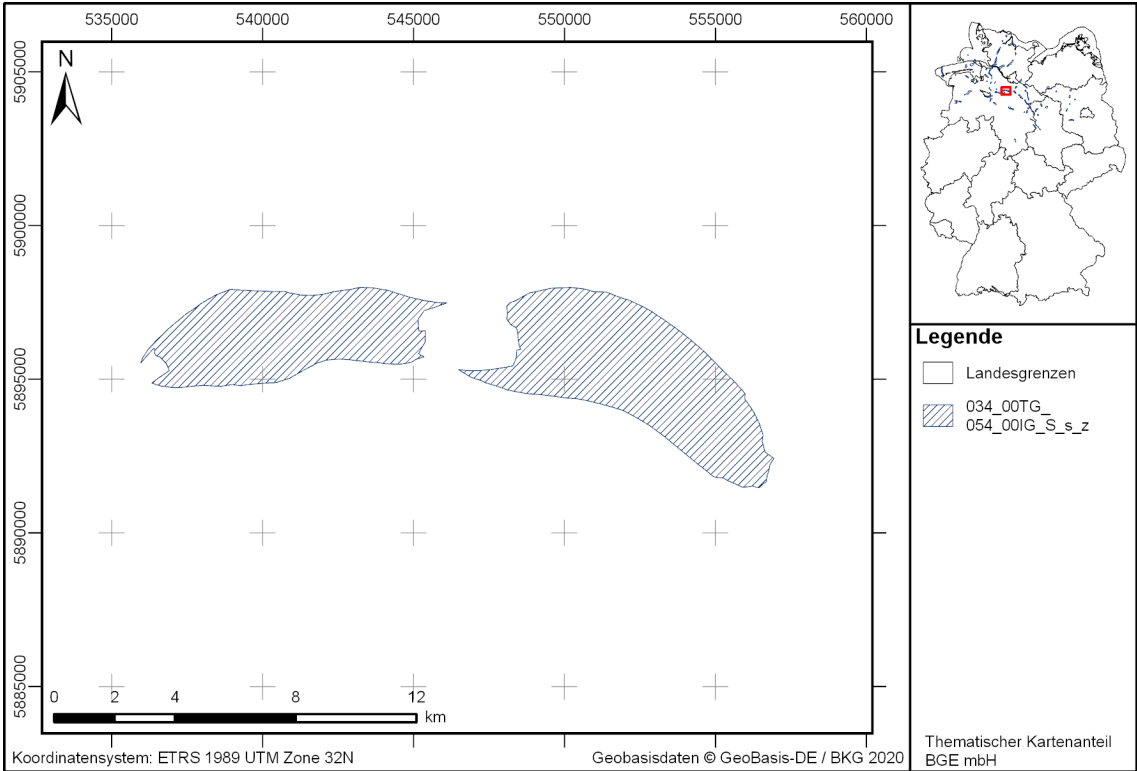 535000 540000 545000 550000 555000 560000
5905000
5900000
5895000
5890000
5885000
N
0 2 4 8 12
km
Koordinatensystem: ETRS 1989 UTM Zone 32N
Geobasisdaten © GeoBasis-DE / BKG 2020
Legende
Landesgrenzen
034_00TG_
054_00IG_S_s_z
Thematischer Kartenanteil
BGE mbH